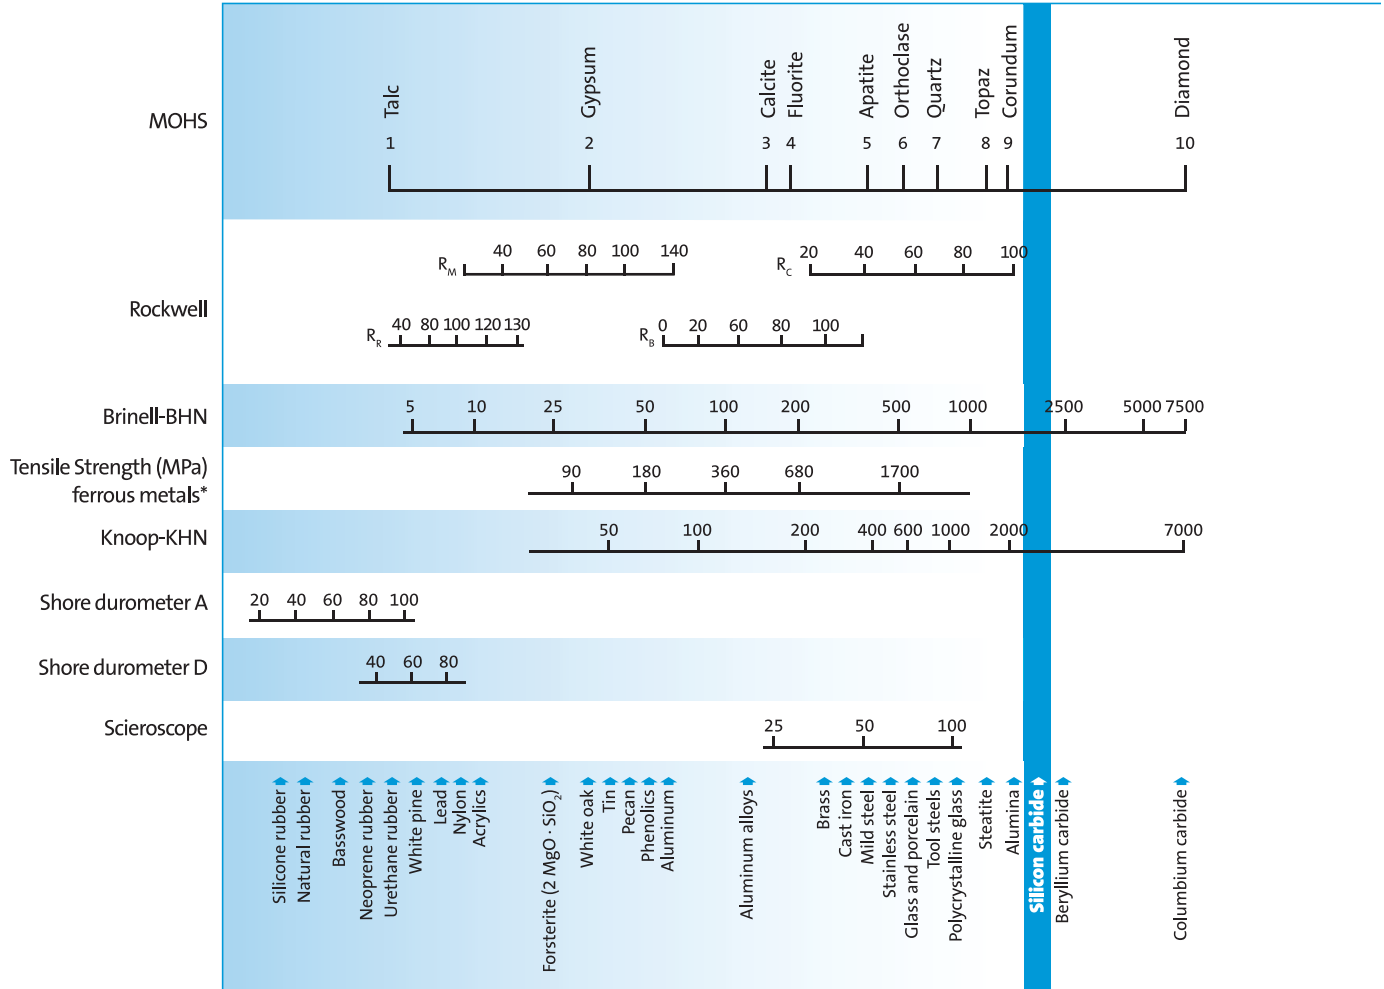 Talc
Gypsum
Calcite
Fluorite
Apatite
Orthoclase
Quartz
Topaz
Corundum
Diamond
MOHS
1 2 3 4 5 6 7 8 9 10
R_M 40 60 80 100 140
R_C 20 40 60 80 100
Rockwell
R_R 40 80 100 120 130
R_B 0 20 60 80 100
Brinell-BHN 5 10 25 50 100 200 500 1000 2500 5000 7500
Tensile Strength (MPa)
ferrous metals*
90 180 360 680 1700
Knoop-KHN 50 100 200 400 600 1000 2000 7000
Shore durometer A 20 40 60 80 100
Shore durometer D 40 60 80
Scieroscope 25 50 100
Silicone rubber
Natural rubber
Basswood
Neoprene rubber
Urethane rubber
White pine
Lead
Nylon
Acrylics
Forsterite (2 MgO · SiO₂)
White oak
Tin
Pecan
Phenolics
Aluminum
Aluminum alloys
Brass
Cast iron
Mild steel
Stainless steel
Glass and porcelain
Tool steels
Polycrystalline glass
Steatite
Alumina
Silicon carbide
Beryllium carbide
Columbium carbide